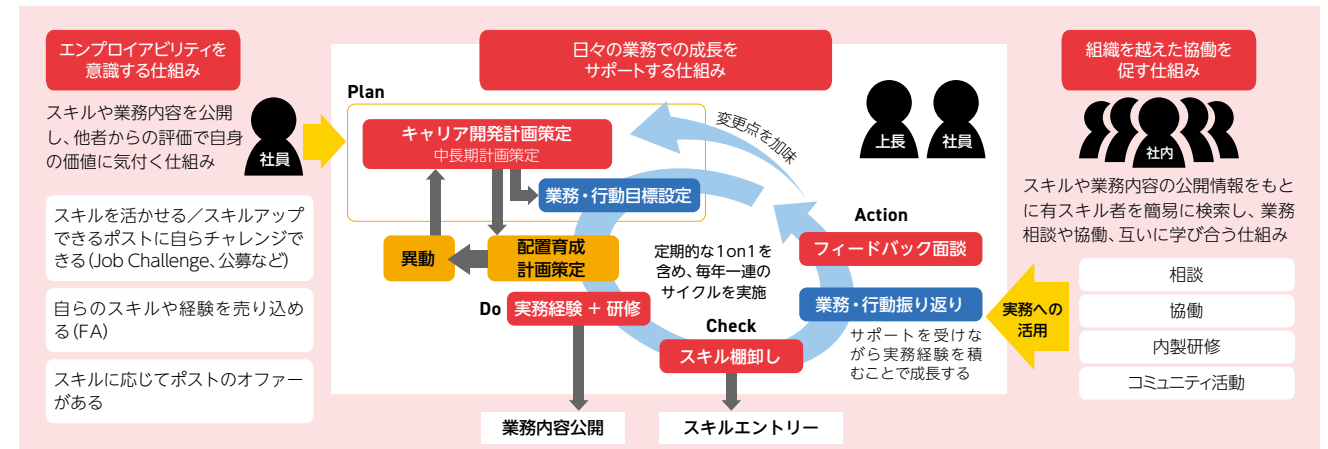 エンプロイアビリティを
意識する仕組み
スキルや業務内容を公開
し、他者からの評価で自身
の価値に気付く仕組み
社員
スキルを活かせる／スキルアップ
できるポストに自らチャレンジで
きる(Job Challenge、公募など)
自らのスキルや経験を売り込め
る(FA)
スキルに応じてポストのオファー
がある
日々の業務での成長を
サポートする仕組み
Plan
キャリア開発計画策定
中長期計画策定
業務・行動目標設定
異動
配置育成
計画策定
変更点を加味
上長
社員
定期的な1on1を
含め、毎年一連の
サイクルを実施
Do
実務経験 + 研修
Check
スキル棚卸し
Action
フィードバック面談
業務・行動振り返り
サポートを受けな
がら実務経験を積
むことで成長する
業務内容公開
スキルエントリー
組織を越えた協働を
促す仕組み
社内
スキルや業務内容の公開情報をもと
に有スキル者を簡易に検索し、業務
相談や協働、互いに学び合う仕組み
実務への
活用
相談
協働
内製研修
コミュニティ活動